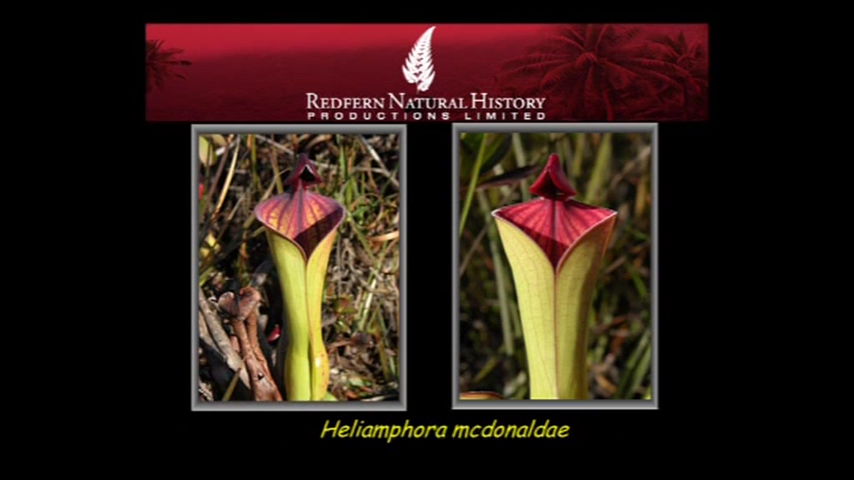 REDFERN NATURAL HISTORY
PRODUCTIONS LIMITED
Heliamphora mcdonaldae